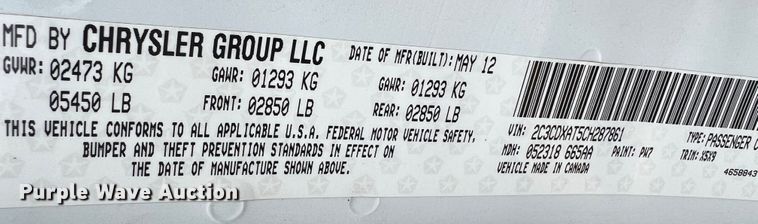 MFD BY CHRYSLER GROUP LLC DATE OF MFR(BUILT): MAY 12
GVWR: 02473 KG GAWR: 01293 KG GAWR: 01293 KG
05450 LB FRONT: 02850 LB REAR: 02850 LB
THIS VEHICLE CONFORMS TO ALL APPLICABLE U.S.A. FEDERAL MOTOR VEHICLE SAFETY,
BUMPER AND THEFT PREVENTION STANDARDS IN EFFECT ON
THE DATE OF MANUFACTURE SHOWN ABOVE.
VIN: 2C3CDXAT5CH287861 TYPE: PASSENGER C
MDH: 052318 665AA PAINT: PW7 TRIM: X5X9
VEHICLE MADE IN CANADA 4658843
Purple Wave Auction